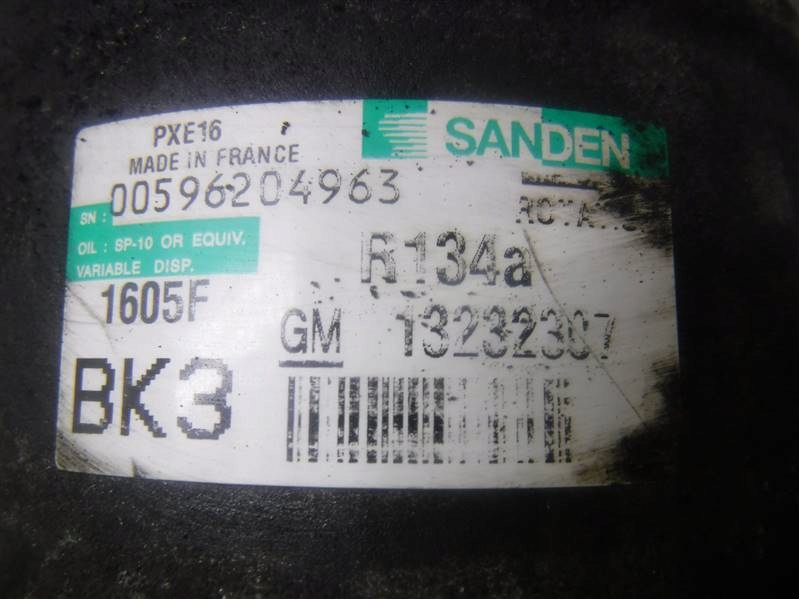 PXE16
MADE IN FRANCE
SANDEN
SN: 00596204963
OIL : SP-10 OR EQUIV.
VARIABLE DISP.
R134a
1605F
GM
BK3